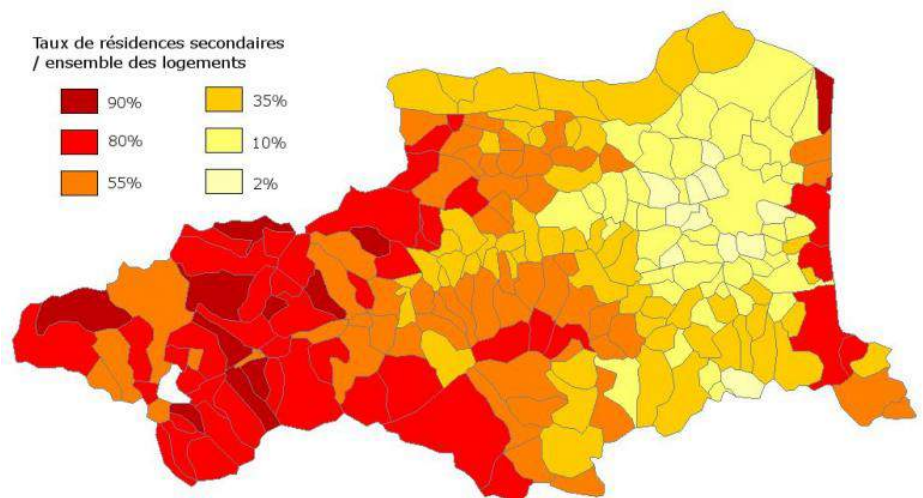 Taux de résidences secondaires
/ ensemble des logements
90% 35%
80% 10%
55% 2%